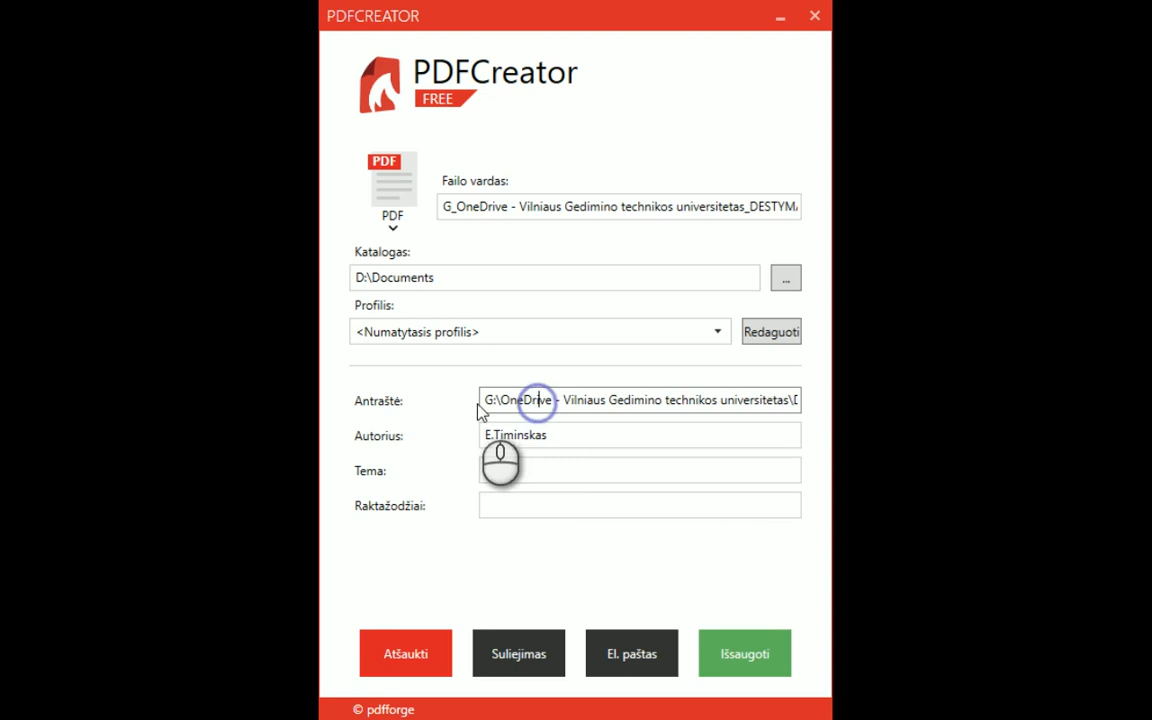 PDFCREATOR
PDFCreator
FREE
PDF
PDF
Failo vardas:
G_OneDrive - Vilniaus Gedimino technikos universitetas_DESTYM
Katalogas:
D:\Documents
...
Profilis:
<Numatytasis profilis>
Redaguoti
Antraštė:
G:\OneDrive - Vilniaus Gedimino technikos universitetas\D
Autorius:
E.Timinskas
Tema:
Raktažodžiai:
Atšaukti
Suliejimas
El. paštas
Išsaugoti
© pdfforge